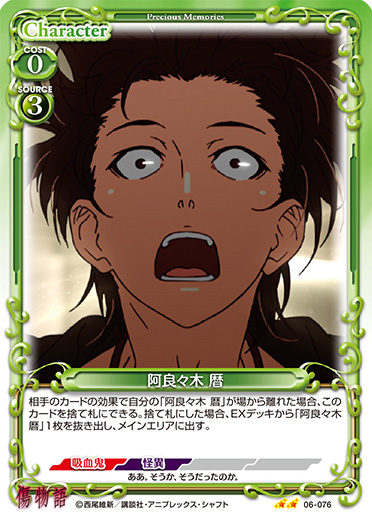 Precious Memories
Character
COST
0
SOURCE
3
阿良々木 暦
相手のカードの効果で自分の「阿良々木 暦」が場から離れた場合、この
カードを捨て札にできる。捨て札にした場合、EXデッキから「阿良々木
暦」1枚を抜き出し、メインエリアに出す。
吸血鬼 怪異
ああ、そうか、そうだったのか。
傷物語
©西尾維新／講談社・アニプレックス・シャフト
06-076